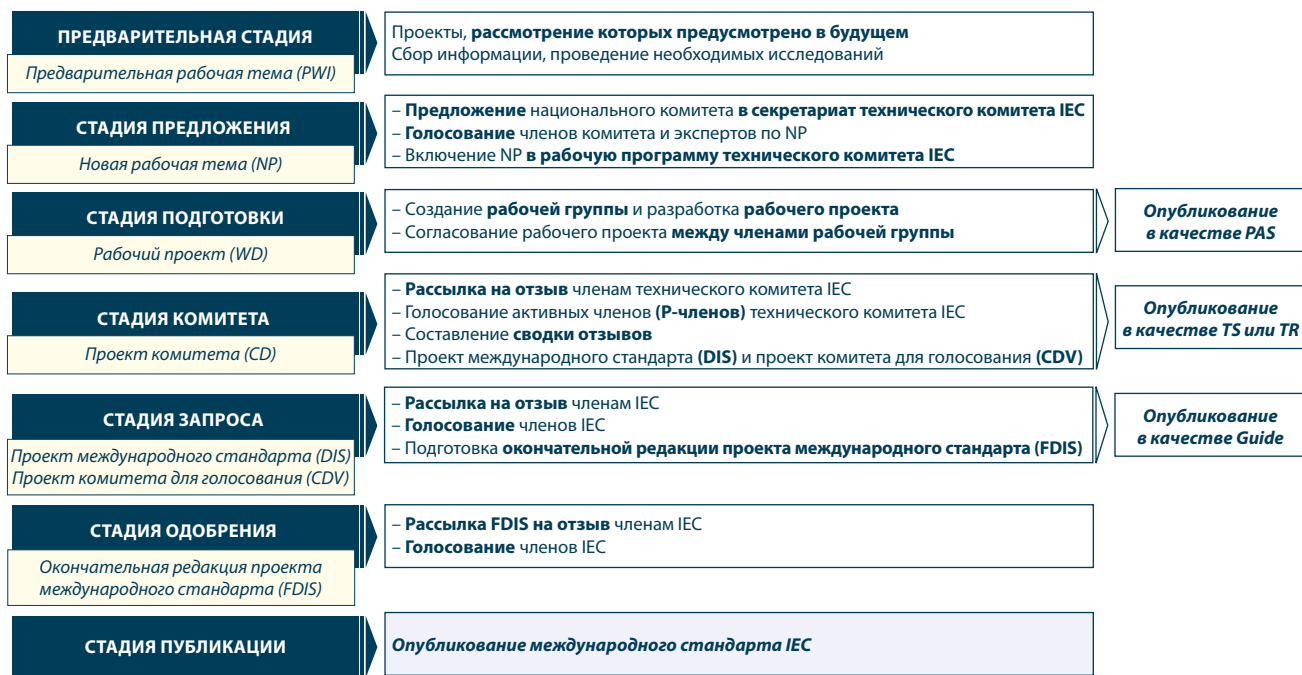 ПРЕДВАРИТЕЛЬНАЯ СТАДИЯ
Предварительная рабочая тема (PWI)
Проекты, рассмотрение которых предусмотрено в будущем
Сбор информации, проведение необходимых исследований
СТАДИЯ ПРЕДЛОЖЕНИЯ
Новая рабочая тема (NP)
– Предложение национального комитета в секретариат технического комитета IEC
– Голосование членов комитета и экспертов по NP
– Включение NP в рабочую программу технического комитета IEC
СТАДИЯ ПОДГОТОВКИ
Рабочий проект (WD)
– Создание рабочей группы и разработка рабочего проекта
– Согласование рабочего проекта между членами рабочей группы
Опубликование
в качестве PAS
СТАДИЯ КОМИТЕТА
Проект комитета (CD)
– Рассылка на отзыв членам технического комитета IEC
– Голосование активных членов (P-членов) технического комитета IEC
– Составление сводки отзывов
– Проект международного стандарта (DIS) и проект комитета для голосования (CDV)
Опубликование
в качестве TS или TR
СТАДИЯ ЗАПРОСА
Проект международного стандарта (DIS)
Проект комитета для голосования (CDV)
– Рассылка на отзыв членам IEC
– Голосование членов IEC
– Подготовка окончательной редакции проекта международного стандарта (FDIS)
Опубликование
в качестве Guide
СТАДИЯ ОДОБРЕНИЯ
Окончательная редакция проекта
международного стандарта (FDIS)
– Рассылка FDIS на отзыв членам IEC
– Голосование членов IEC
СТАДИЯ ПУБЛИКАЦИИ
Опубликование международного стандарта IEC